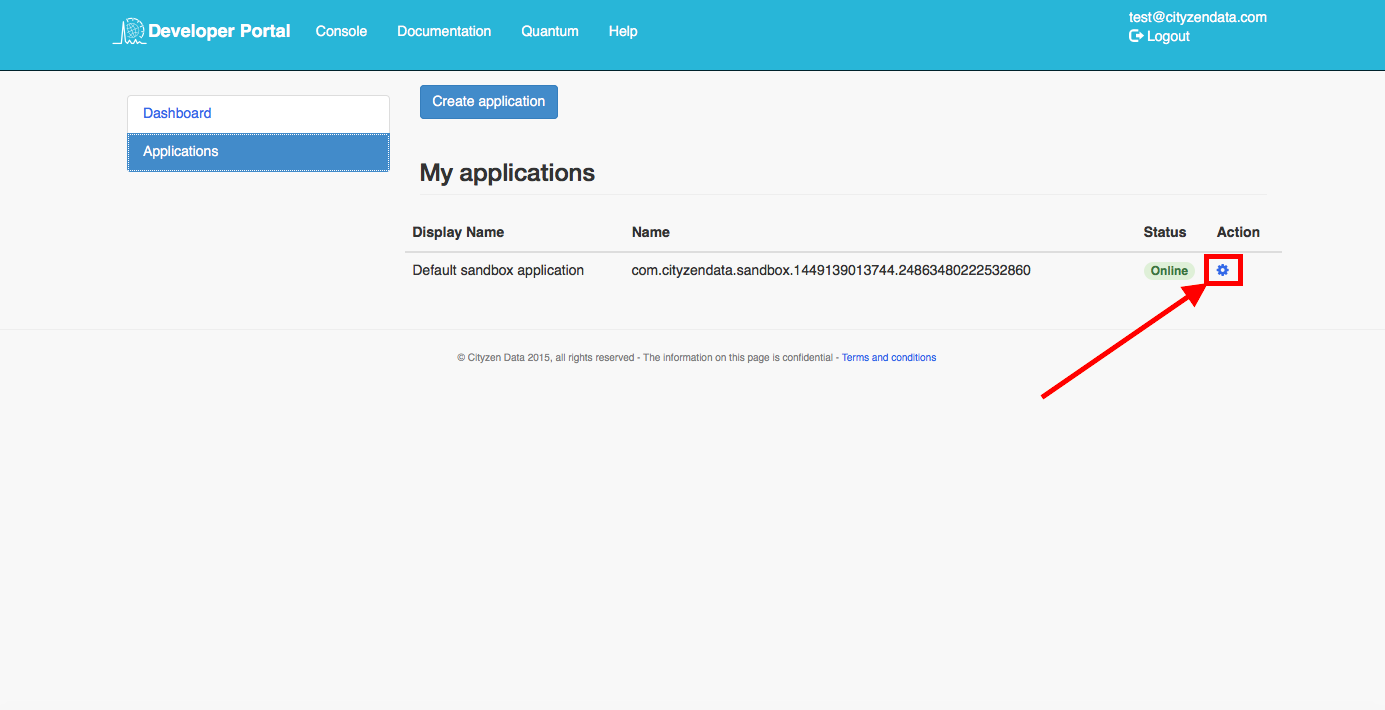 Developer Portal Console Documentation Quantum Help
test@cityzendata.com
Logout
Dashboard
Applications
Create application
My applications
Display Name Name Status Action
Default sandbox application com.cityzendata.sandbox.1449139013744.24863480222532860 Online
© Cityzen Data 2015, all rights reserved - The information on this page is confidential - Terms and conditions